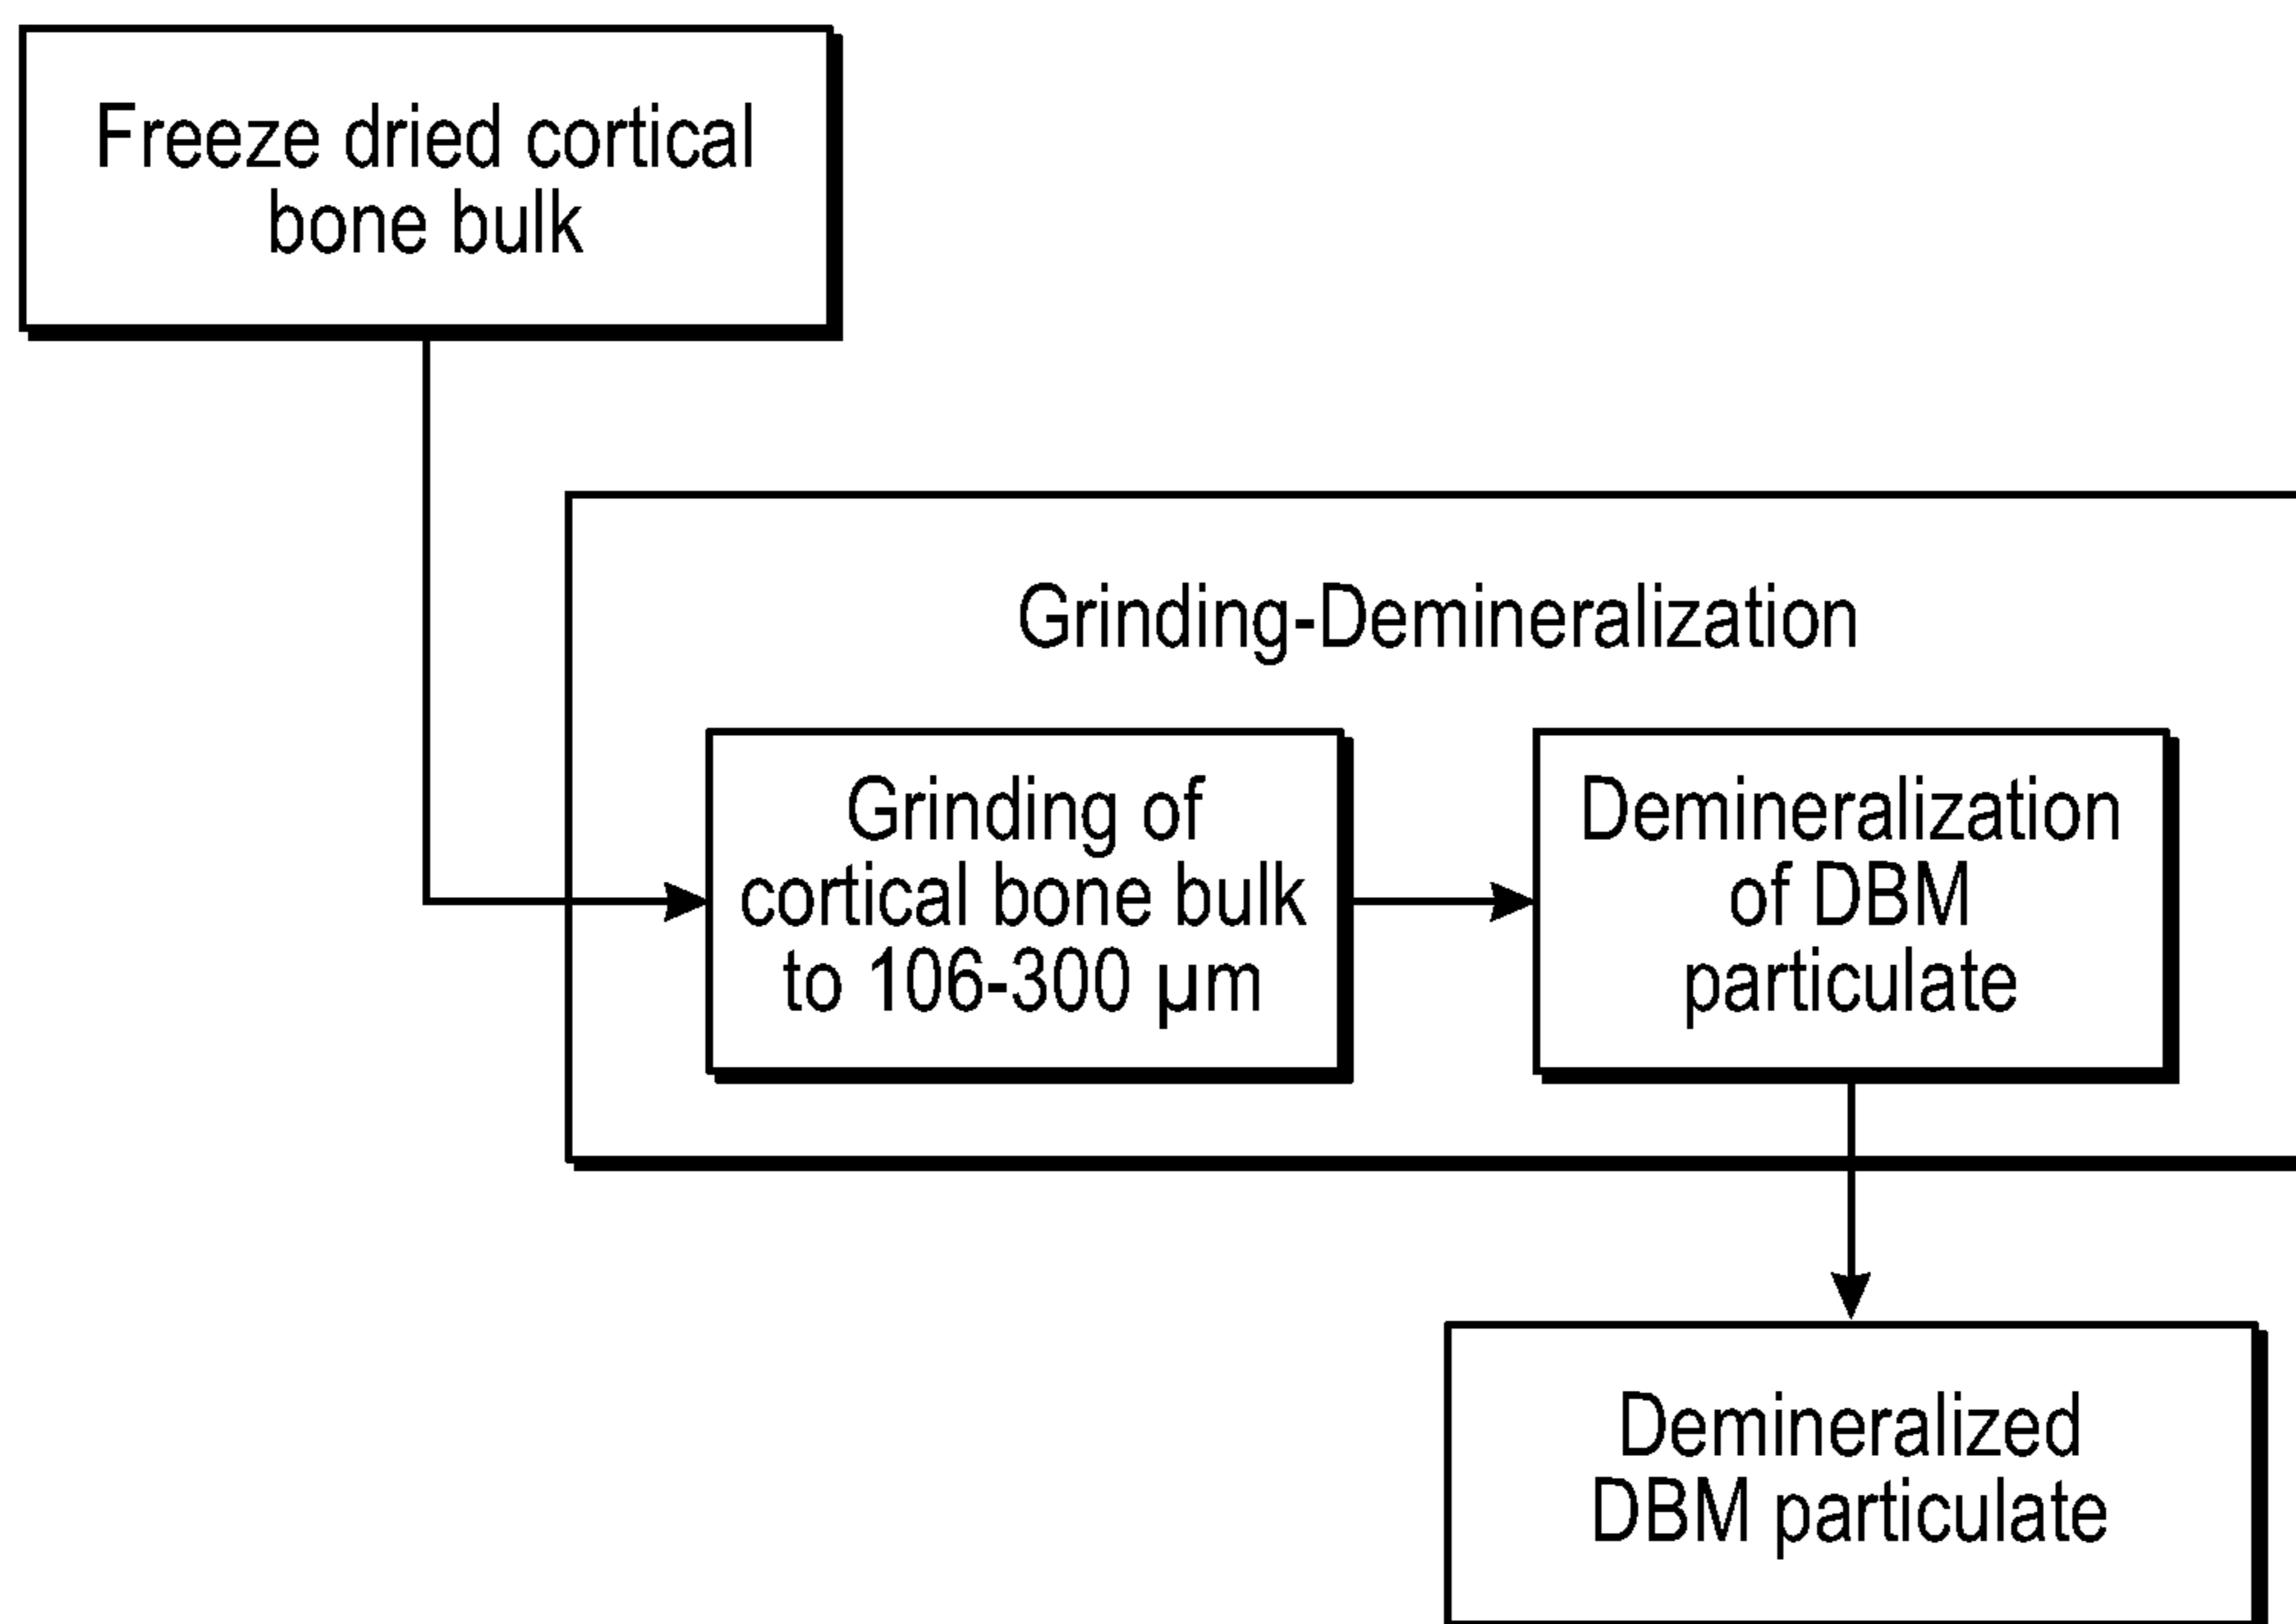 Freeze dried cortical
bone bulk
Grinding-Demineralization
Grinding of
cortical bone bulk
to 106-300 µm
Demineralization
of DBM
particulate
Demineralized
DBM particulate